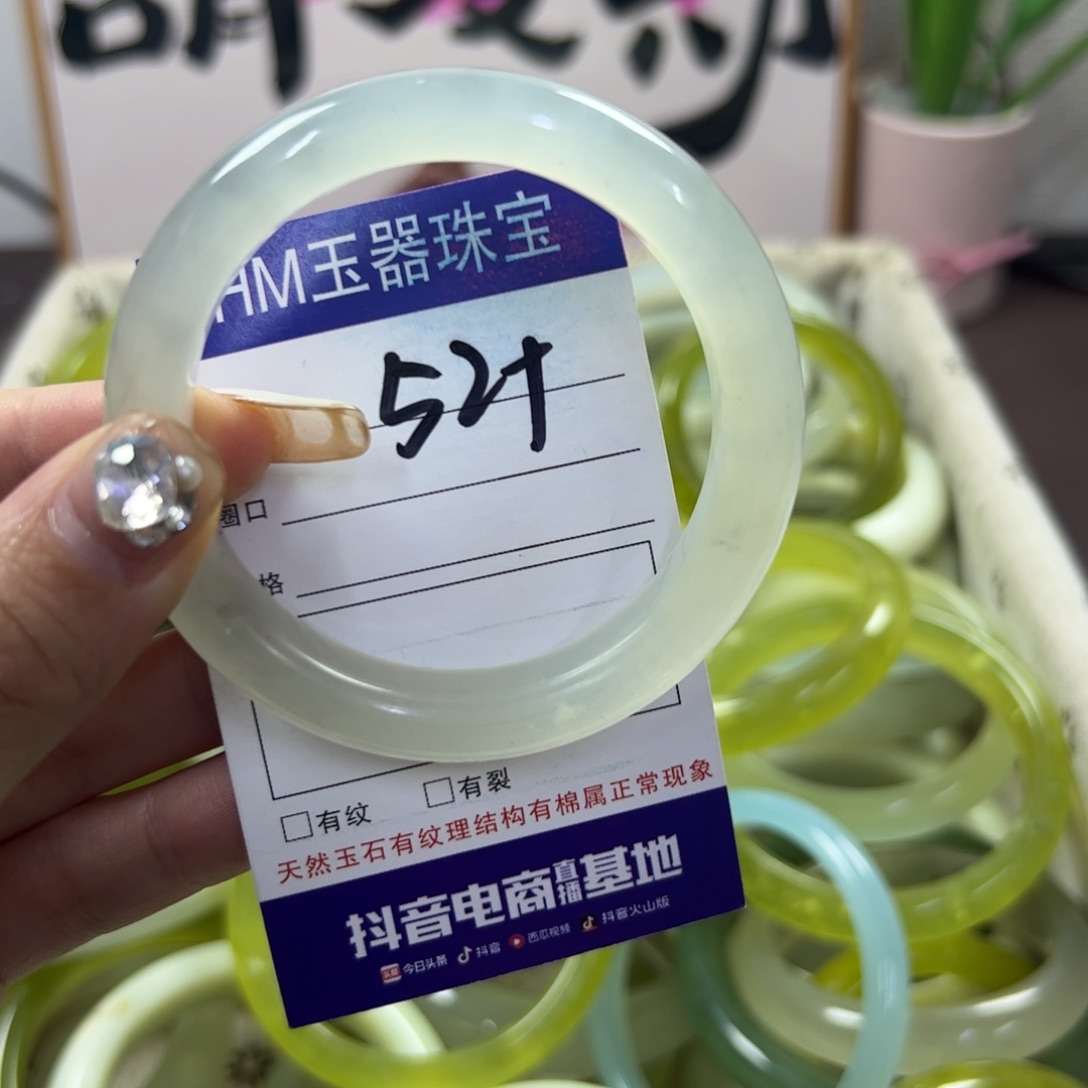 HM玉器珠宝
52†
圈口
格
有裂
有纹
天然玉石有纹理结构有棉属正常现象
抖音电商直播基地
今日头条 抖音 西瓜视频 抖音火山版